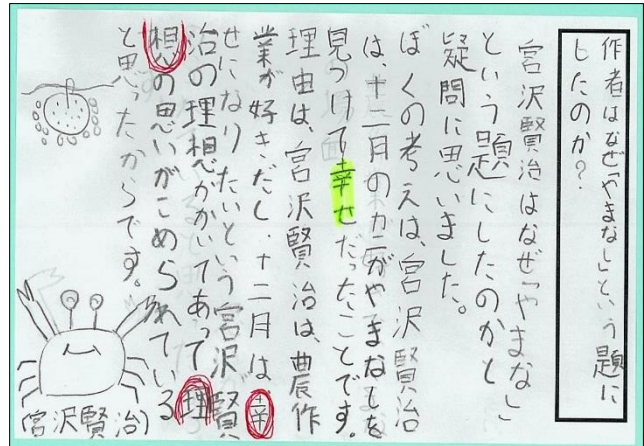 作者はなぜ「やまなし」という題に
したのか?
宮沢賢治はなぜ「やまなし」
という題にしたのかと
疑問に思いました。
ぼくの考えは、宮沢賢治
は、十二月のカニがやまなしを
見つけて幸せだったことです。
理由は、宮沢賢治は、農作
業が好きだし、十二月は幸
せになりたいという宮沢賢
治の理想がかいてあって理
想の思いがこめられている
と思ったからです。
(宮沢賢治)